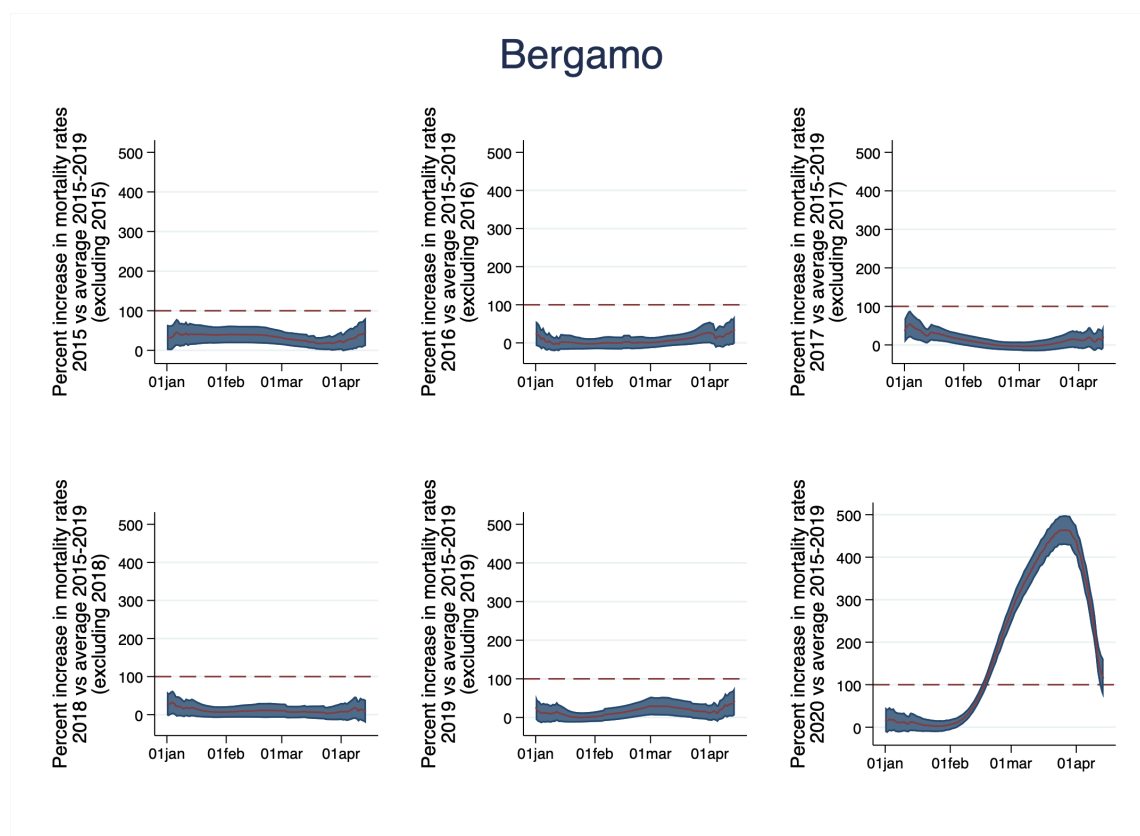 Bergamo
Percent increase in mortality rates
2015 vs average 2015-2019
(excluding 2015)
500
400
300
200
100
0
01jan 01feb 01mar 01apr
Percent increase in mortality rates
2016 vs average 2015-2019
(excluding 2016)
500
400
300
200
100
0
01jan 01feb 01mar 01apr
Percent increase in mortality rates
2017 vs average 2015-2019
(excluding 2017)
500
400
300
200
100
0
01jan 01feb 01mar 01apr
Percent increase in mortality rates
2018 vs average 2015-2019
(excluding 2018)
500
400
300
200
100
0
01jan 01feb 01mar 01apr
Percent increase in mortality rates
2019 vs average 2015-2019
(excluding 2019)
500
400
300
200
100
0
01jan 01feb 01mar 01apr
Percent increase in mortality rates
2020 vs average 2015-2019
500
400
300
200
100
0
01jan 01feb 01mar 01apr